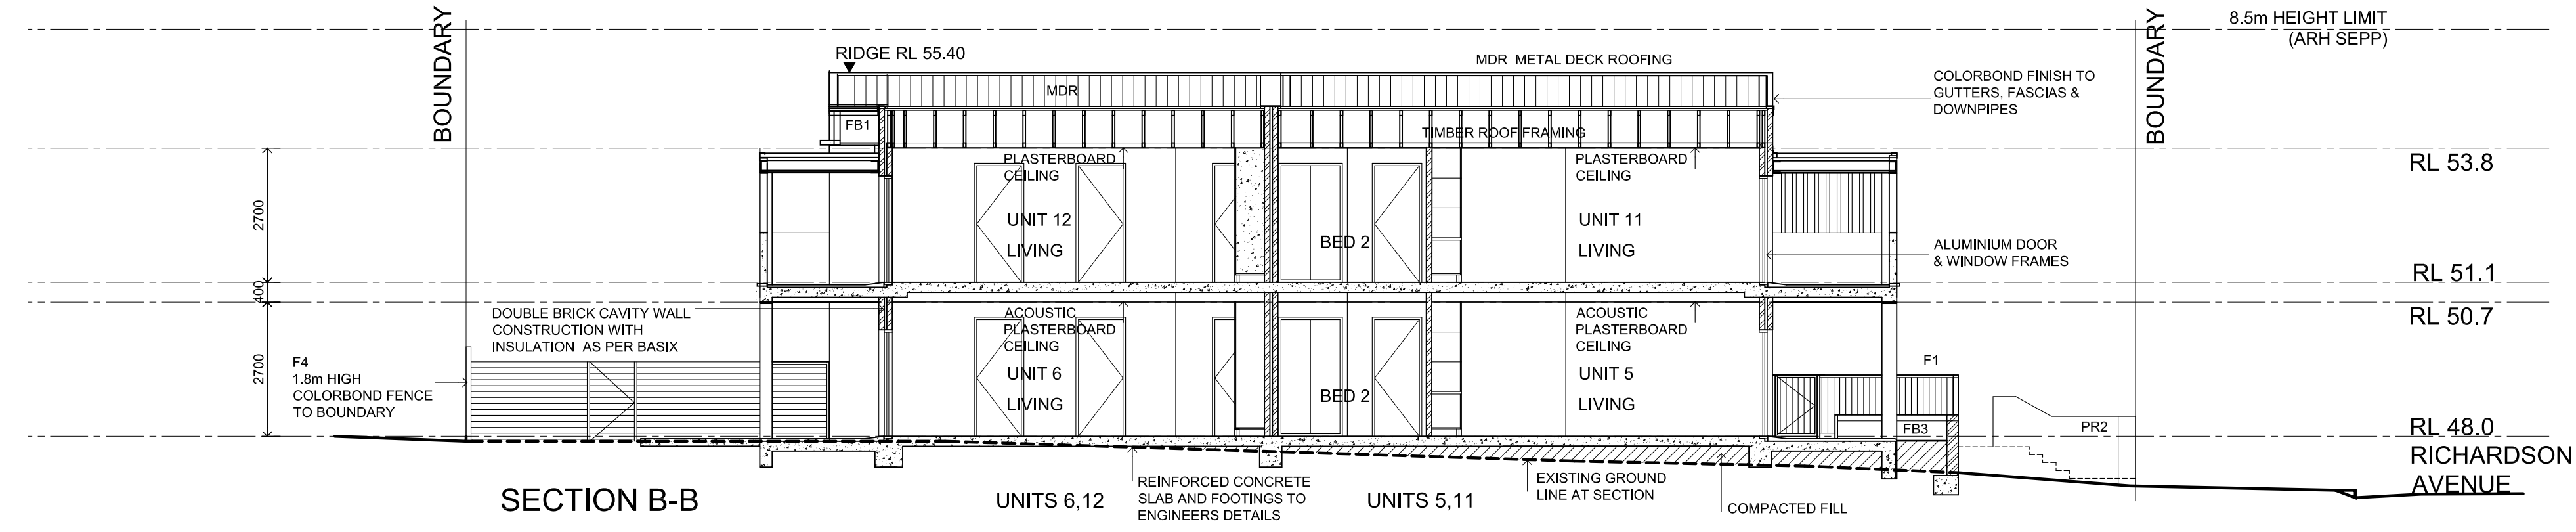 8.5m HEIGHT LIMIT
(ARH SEPP)
BOUNDARY
BOUNDARY
RIDGE RL 55.40
MDR METAL DECK ROOFING
COLORBOND FINISH TO
GUTTERS, FASCIAS &
DOWNPIPES
MDR
FB1
TIMBER ROOF FRAMING
PLASTERBOARD
CEILING
PLASTERBOARD
CEILING
RL 53.8
2700
UNIT 12
LIVING
BED 2
UNIT 11
LIVING
ALUMINIUM DOOR
& WINDOW FRAMES
RL 51.1
400
RL 50.7
DOUBLE BRICK CAVITY WALL
CONSTRUCTION WITH
INSULATION AS PER BASIX
ACOUSTIC
PLASTERBOARD
CEILING
ACOUSTIC
PLASTERBOARD
CEILING
2700
F4
1.8m HIGH
COLORBOND FENCE
TO BOUNDARY
UNIT 6
LIVING
BED 2
UNIT 5
LIVING
F1
FB3
PR2
RL 48.0
RICHARDSON
AVENUE
SECTION B-B
UNITS 6,12
REINFORCED CONCRETE
SLAB AND FOOTINGS TO
ENGINEERS DETAILS
UNITS 5,11
EXISTING GROUND
LINE AT SECTION
COMPACTED FILL